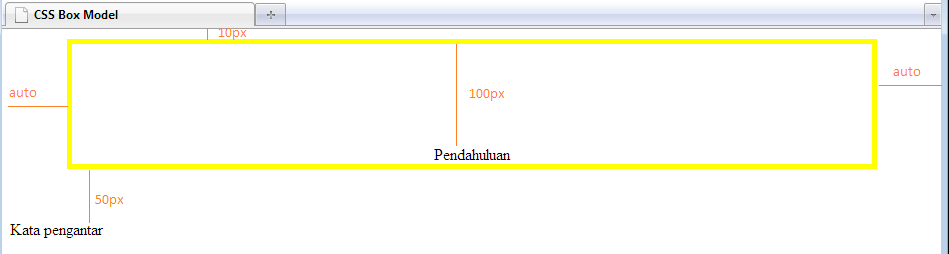 CSS Box Model
10px
auto
auto
100px
Pendahuluan
50px
Kata pengantar